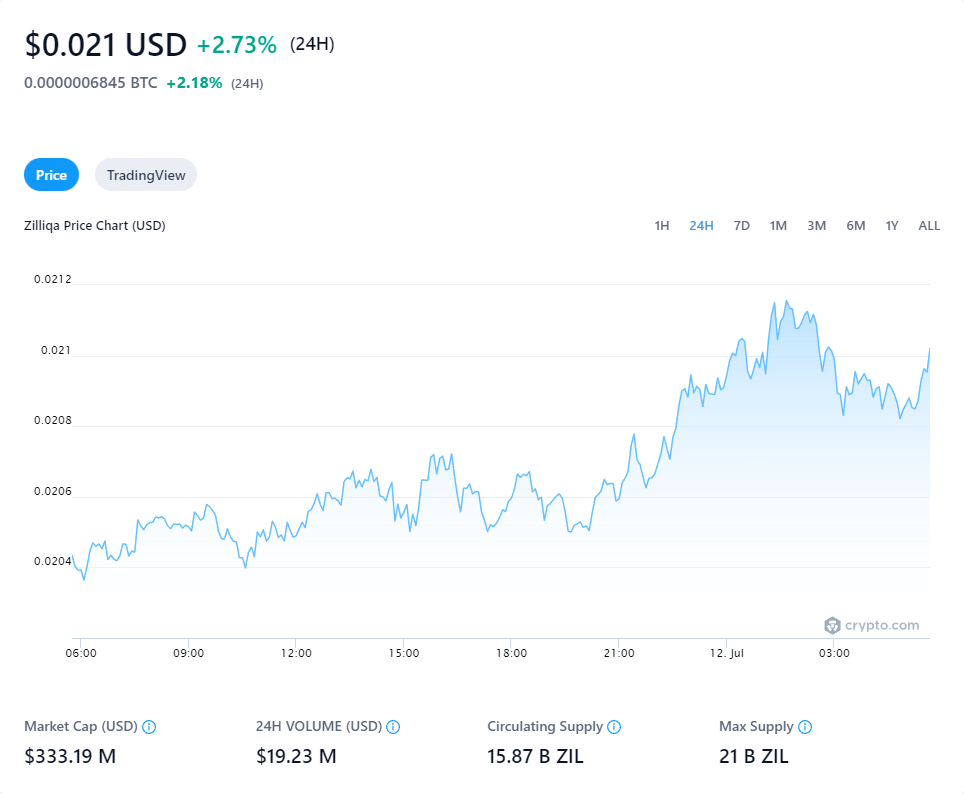 $0.021 USD +2.73% (24H)
0.0000006845 BTC +2.18% (24H)
Price TradingView
Zilliqa Price Chart (USD) 1H 24H 7D 1M 3M 6M 1Y ALL
0.0212
0.021
0.0208
0.0206
0.0204
crypto.com
06:00 09:00 12:00 15:00 18:00 21:00 12. Jul 03:00
Market Cap (USD) 24H VOLUME (USD) Circulating Supply Max Supply
$333.19 M $19.23 M 15.87 B ZIL 21 B ZIL